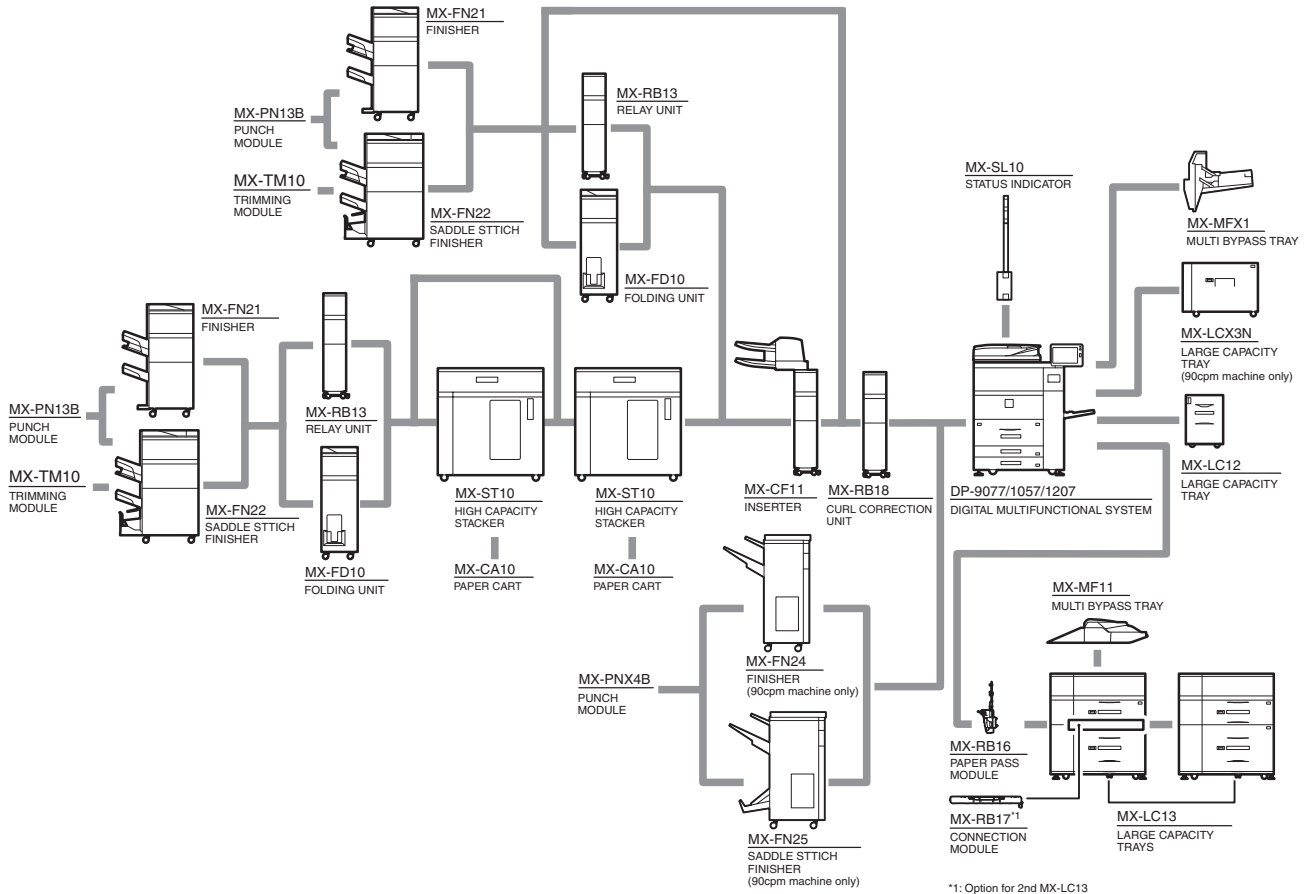 MX-FN21
FINISHER
MX-PN13B
PUNCH
MODULE
MX-TM10
TRIMMING
MODULE
MX-FN22
SADDLE STTICH
FINISHER
MX-RB13
RELAY UNIT
MX-FD10
FOLDING UNIT
MX-SL10
STATUS INDICATOR
MX-MFX1
MULTI BYPASS TRAY
MX-LCX3N
LARGE CAPACITY
TRAY
(90cpm machine only)
MX-LC12
LARGE CAPACITY
TRAY
MX-FN21
FINISHER
MX-PN13B
PUNCH
MODULE
MX-TM10
TRIMMING
MODULE
MX-FN22
SADDLE STTICH
FINISHER
MX-RB13
RELAY UNIT
MX-FD10
FOLDING UNIT
MX-ST10
HIGH CAPACITY
STACKER
MX-CA10
PAPER CART
MX-ST10
HIGH CAPACITY
STACKER
MX-CA10
PAPER CART
MX-CF11
INSERTER
MX-RB18
CURL CORRECTION
UNIT
DP-9077/1057/1207
DIGITAL MULTIFUNCTIONAL SYSTEM
MX-PNX4B
PUNCH
MODULE
MX-FN24
FINISHER
(90cpm machine only)
MX-FN25
SADDLE STTICH
FINISHER
(90cpm machine only)
MX-MF11
MULTI BYPASS TRAY
MX-RB16
PAPER PASS
MODULE
MX-RB17*1
CONNECTION
MODULE
MX-LC13
LARGE CAPACITY
TRAYS
*1: Option for 2nd MX-LC13